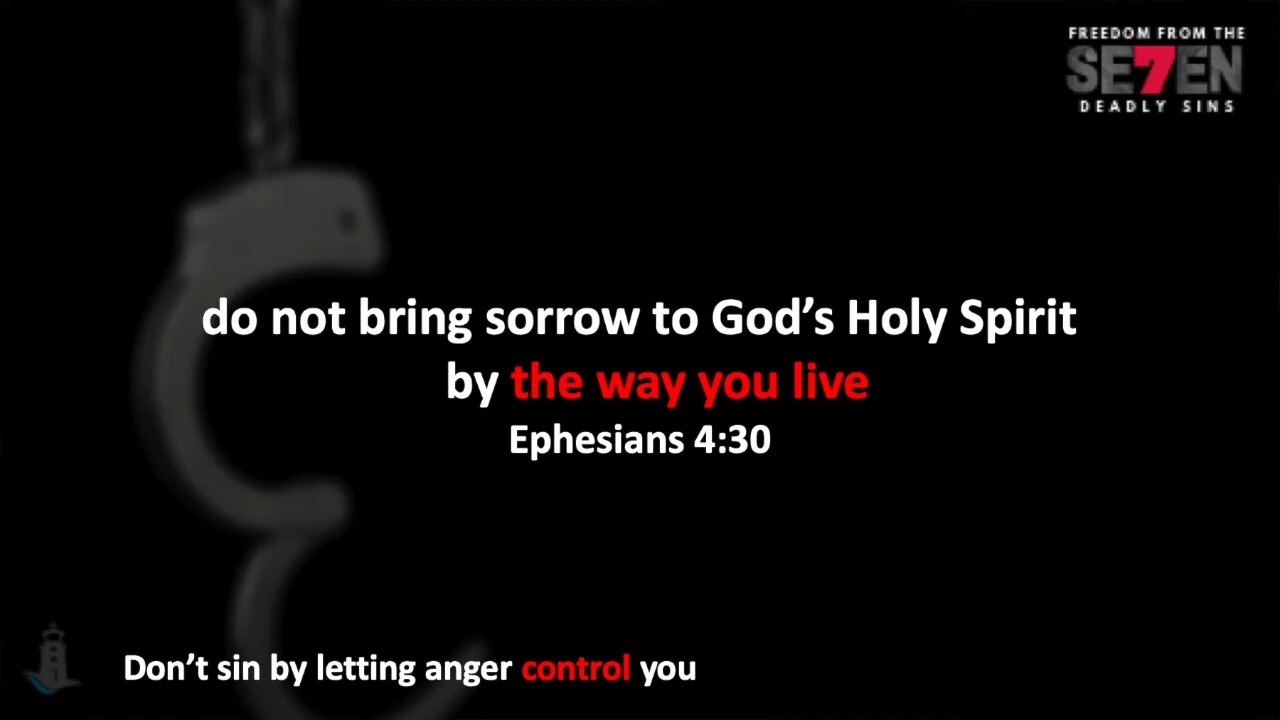 FREEDOM FROM THE
SE7EN
DEADLY SINS
do not bring sorrow to God’s Holy Spirit
by the way you live
Ephesians 4:30
Don’t sin by letting anger control you